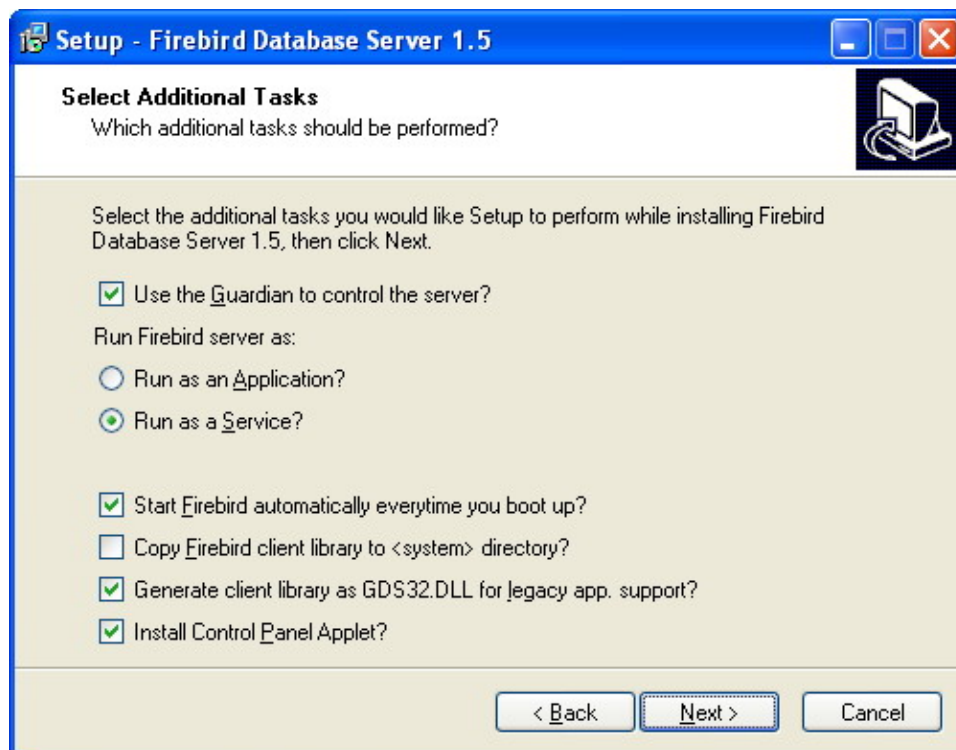 Setup - Firebird Database Server 1.5
Select Additional Tasks
Which additional tasks should be performed?
Select the additional tasks you would like Setup to perform while installing Firebird
Database Server 1.5, then click Next.
Use the Guardian to control the server?
Run Firebird server as:
Run as an Application?
Run as a Service?
Start Firebird automatically everytime you boot up?
Copy Firebird client library to <system> directory?
Generate client library as GDS32.DLL for legacy app. support?
Install Control Panel Applet?
< Back
Next >
Cancel